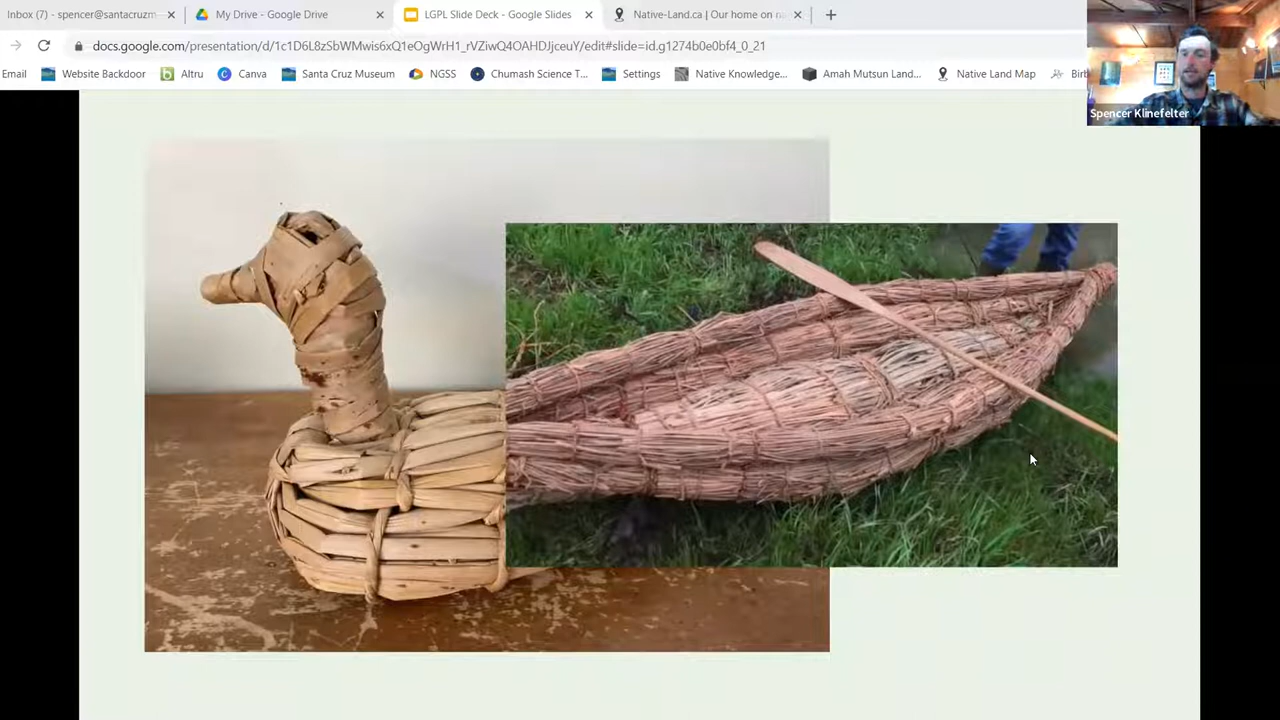 Inbox (7) - spencer@santacruzm
My Drive - Google Drive
LGPL Slide Deck - Google Slides
Native-Land.ca | Our home on na
docs.google.com/presentation/d/1c1D6L8zSbWMwis6xQ1eOgWrH1_rVZiwQ4OAHDJjceuY/edit#slide=id.g1274b0e0bf4_0_21
Email Website Backdoor Altru Canva Santa Cruz Museum NGSS Chumash Science T... Settings Native Knowledge... Amah Mutsun Land... Native Land Map Bird
Spencer Klinefelter